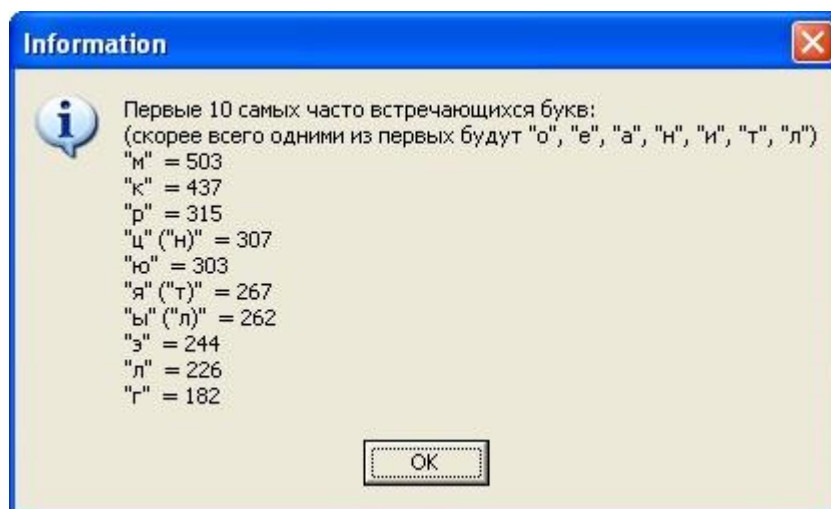 Information
Первые 10 самых часто встречающихся букв:
(скорее всего одними из первых будут "о", "е", "а", "н", "и", "т", "л")
"м" = 503
"к" = 437
"р" = 315
"ц" ("н)" = 307
"ю" = 303
"я" ("т)" = 267
"ы" ("л)" = 262
"э" = 244
"л" = 226
"г" = 182
OK